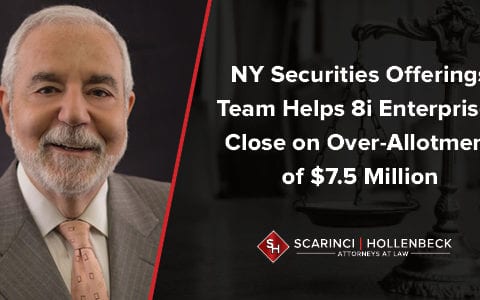 NY Securities Offerings
Team Helps 8i Enterpris
Close on Over-Allotmen
of $7.5 Million
SH
SCARINCI | HOLLENBECK
ATTORNEYS AT LAW